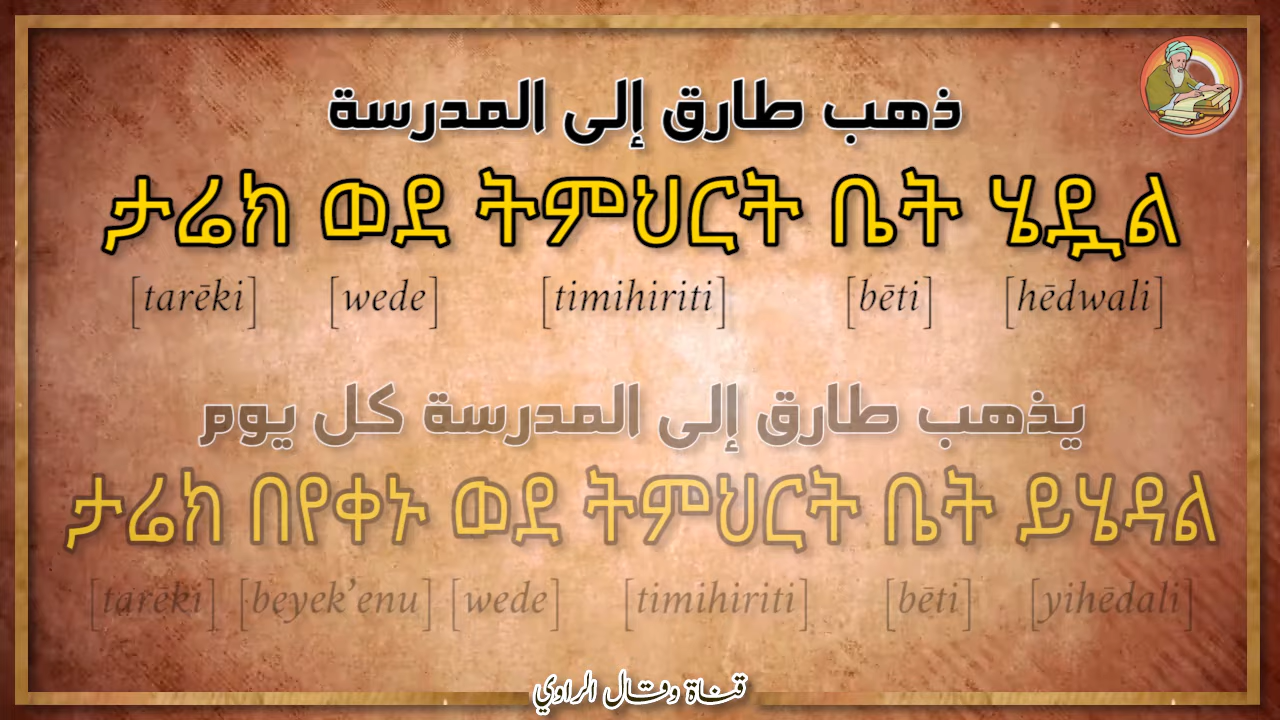 ذهب طارق إلى المدرسة
ታሬክ ወደ ትምህርት ቤት ሄዷል
[tarēki] [wede] [timihiriti] [bēti] [hēdwali]
يذهب طارق إلى المدرسة كل يوم
ታሬክ በየቀኑ ወደ ትምህርት ቤት ይሄዳል
[tarēki] [beyek’enu] [wede] [timihiriti] [bēti] [yihēdali]
قناة وقال الراوي